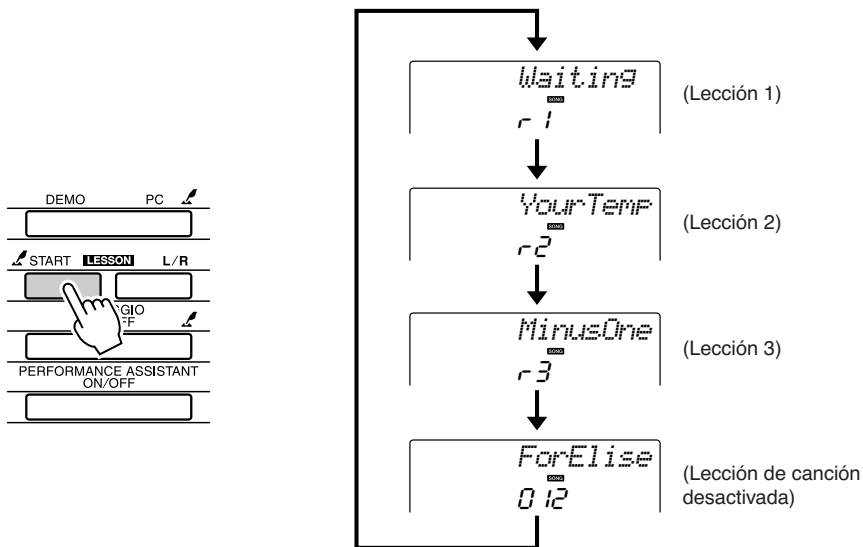 DEMO PC
START LESSON L/R
GIO
FF
PERFORMANCE ASSISTANT
ON/OFF
Waiting
SONG
r1
(Lección 1)
YourTemp
SONG
r2
(Lección 2)
MinusOne
SONG
r3
(Lección 3)
ForElise
SONG
012
(Lección de canción
desactivada)